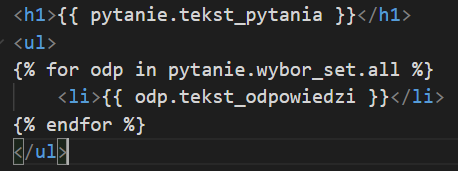 <h1>{{ pytanie.tekst_pytania }}</h1>
<ul>
{% for odp in pytanie.wybor_set.all %}
    <li>{{ odp.tekst_odpowiedzi }}</li>
{% endfor %}
</ul>